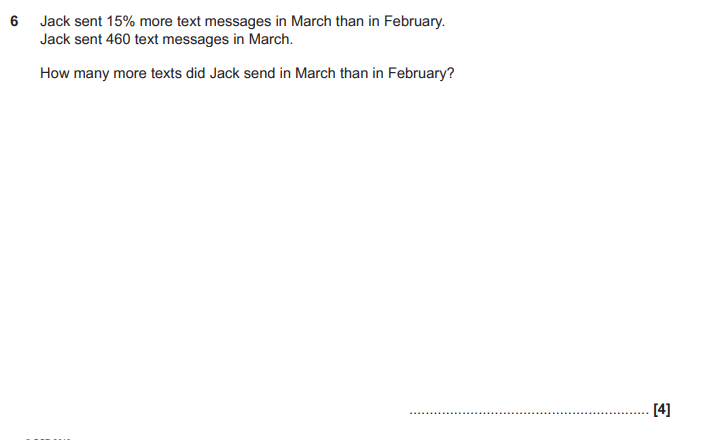 6 Jack sent 15% more text messages in March than in February.
Jack sent 460 text messages in March.
How many more texts did Jack send in March than in February?
............................................................ [4]